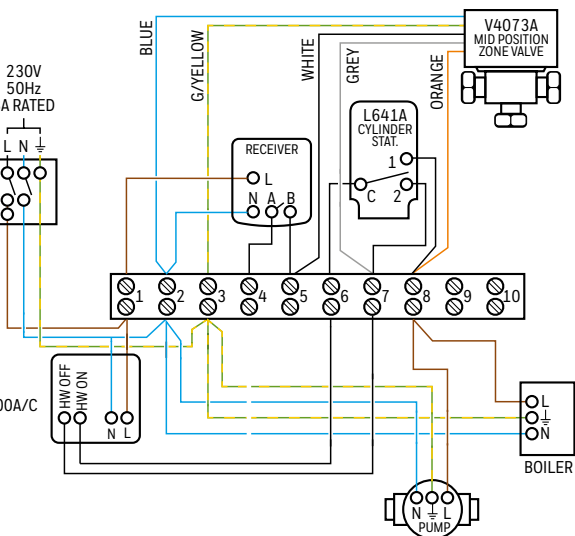 V4073A
MID POSITION
ZONE VALVE
BLUE
G/YELLOW
WHITE
GREY
ORANGE
230V
50Hz
A RATED
L N
L641A
CYLINDER
STAT.
1
C 2
RECEIVER
L
N A B
1 2 3 4 5 6 7 8 9 10
00A/C
HW OFF
HW ON
N L
L
N
BOILER
N L
PUMP